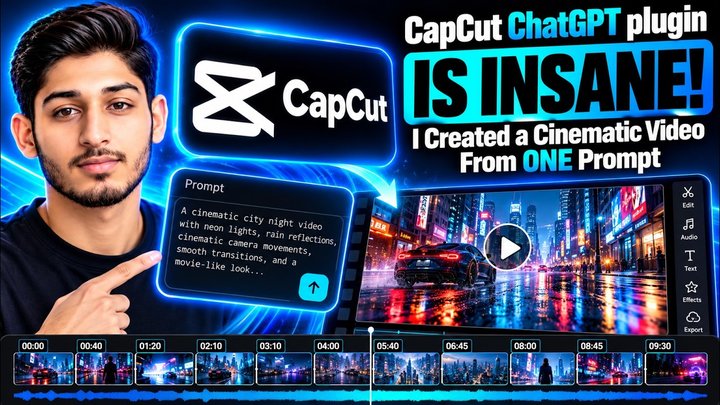 CapCut ChatGPT plugin
IS INSANE!
I Created a Cinematic Video
From ONE Prompt
CapCut
Prompt
A cinematic city night video
with neon lights, rain reflections,
cinematic camera movements,
smooth transitions, and a
movie-like look...
Edit
Audio
Text
Effects
Export
00:00
00:40
01:20
02:10
03:10
04:00
05:40
06:45
08:00
08:45
09:30